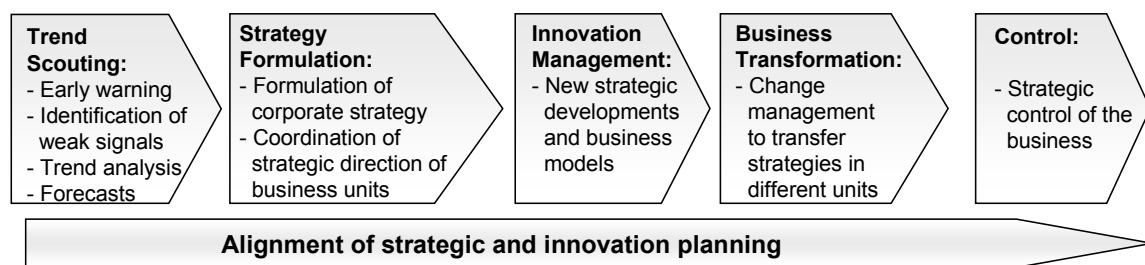 Trend
Scouting:
- Early warning
- Identification of
weak signals
- Trend analysis
- Forecasts
Strategy
Formulation:
- Formulation of
corporate strategy
- Coordination of
strategic direction of
business units
Innovation
Management:
- New strategic
developments
and business
models
Business
Transformation:
- Change
management
to transfer
strategies in
different units
Control:
- Strategic
control of the
business
Alignment of strategic and innovation planning